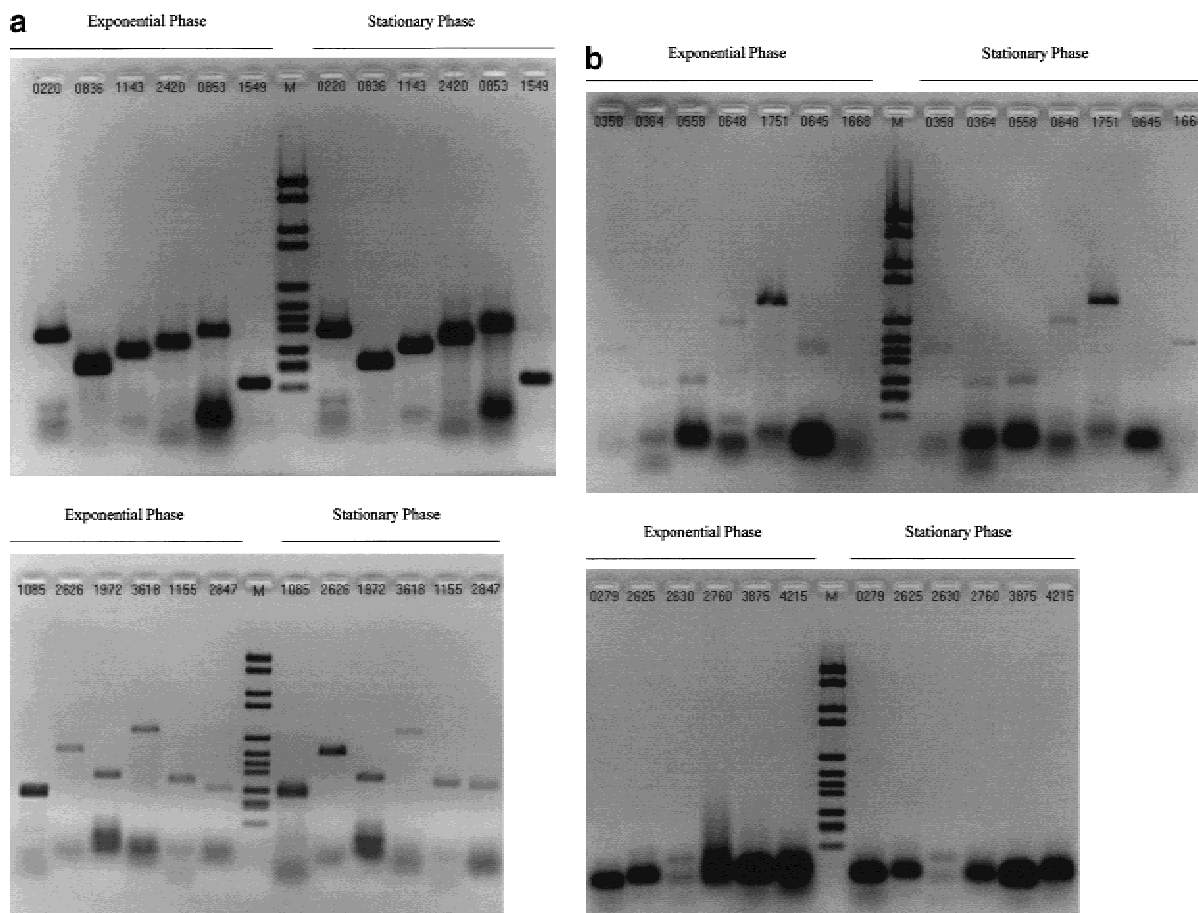 a
Exponential Phase
Stationary Phase
0220 0836 1143 2420 0853 1549 M 0220 0836 1143 2420 0853 1549
Exponential Phase
Stationary Phase
1085 2626 1972 3618 1155 2847 M 1085 2626 1972 3618 1155 2847
b
Exponential Phase
Stationary Phase
0358 0364 0558 0648 1751 0645 1666 M 0358 0364 0558 0648 1751 0645
Exponential Phase
Stationary Phase
0279 2625 2630 2760 3875 4215 M 0279 2625 2630 2760 3875 4215